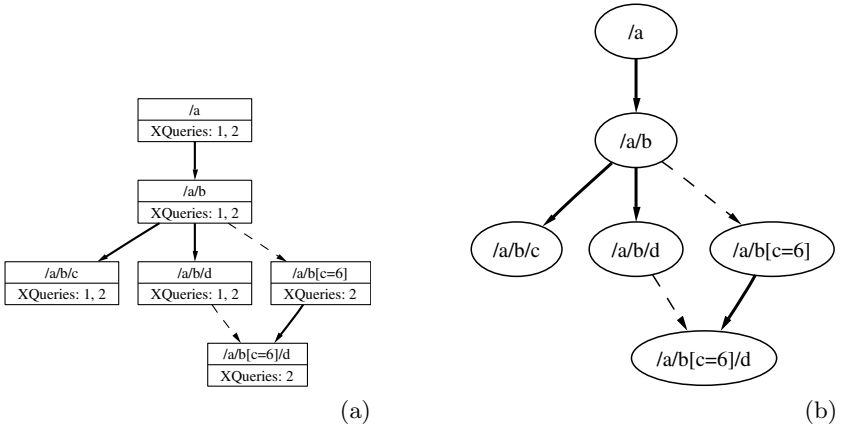 /a
XQueries: 1, 2
/a/b
XQueries: 1, 2
/a/b/c
XQueries: 1, 2
/a/b/d
XQueries: 1, 2
/a/b[c=6]
XQueries: 2
/a/b[c=6]/d
XQueries: 2
(a)
/a
/a/b
/a/b/c
/a/b/d
/a/b[c=6]
/a/b[c=6]/d
(b)